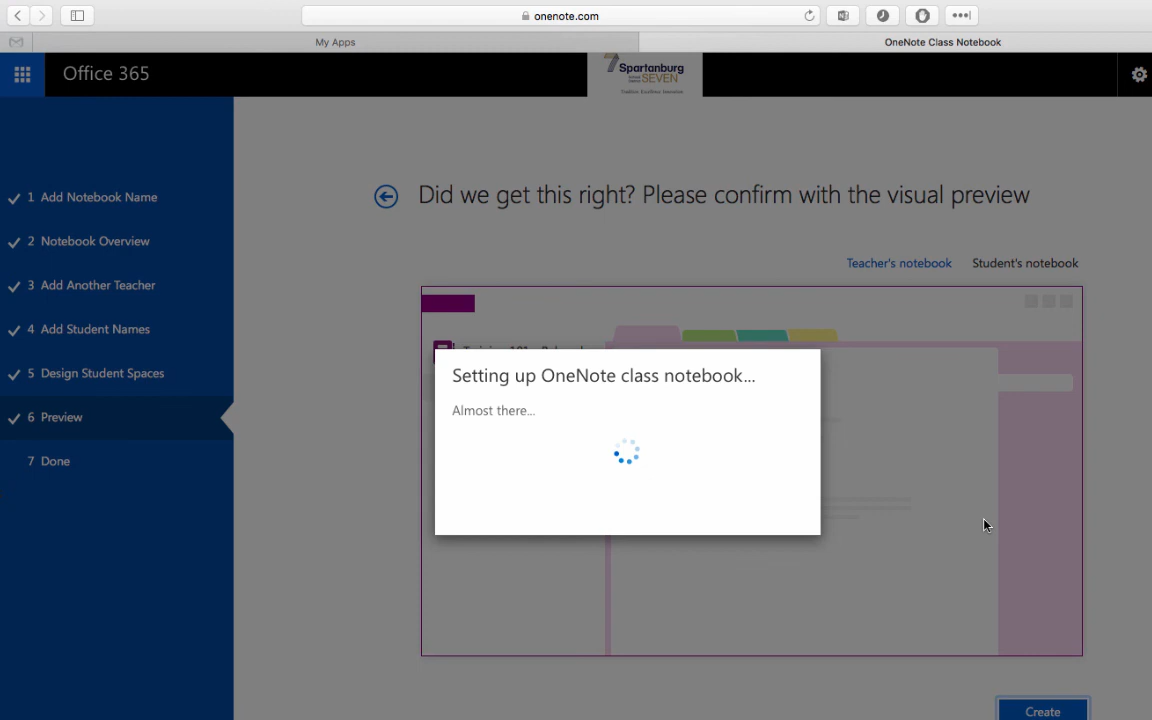 onenote.com
My Apps
OneNote Class Notebook
Office 365
7 Spartanburg
SEVEN
1 Add Notebook Name
2 Notebook Overview
3 Add Another Teacher
4 Add Student Names
5 Design Student Spaces
6 Preview
7 Done
Did we get this right? Please confirm with the visual preview
Teacher's notebook Student's notebook
Setting up OneNote class notebook...
Almost there...
Create